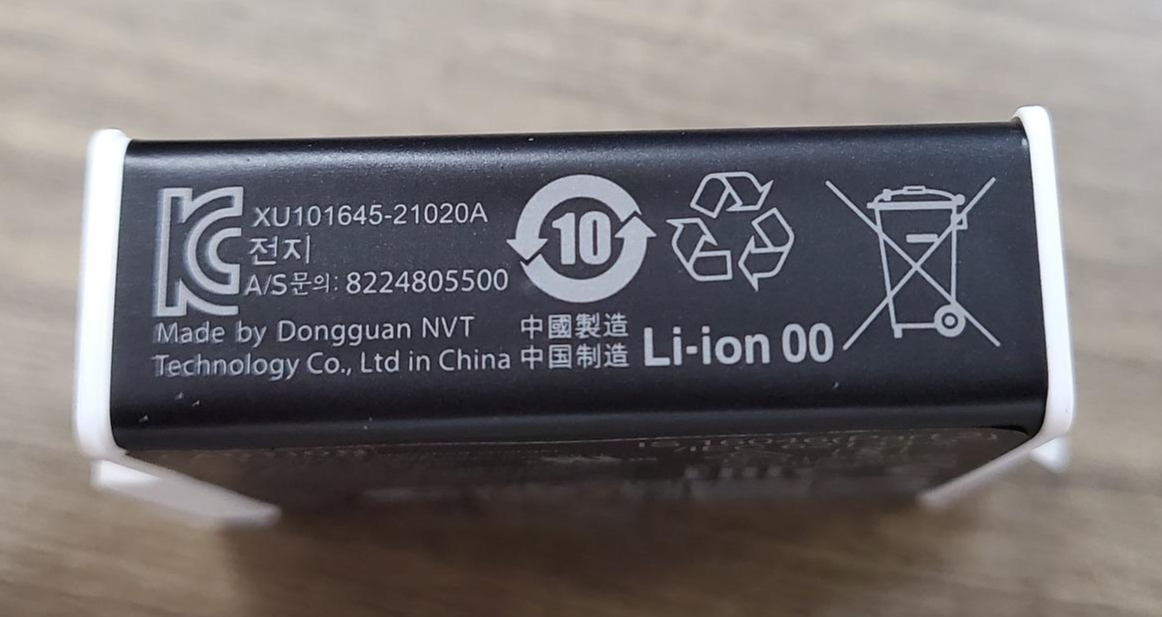 KC XU101645-21020A
전지
A/S문의: 8224805500
Made by Dongguan NVT
Technology Co., Ltd in China
10
中國製造
中国制造
Li-ion 00